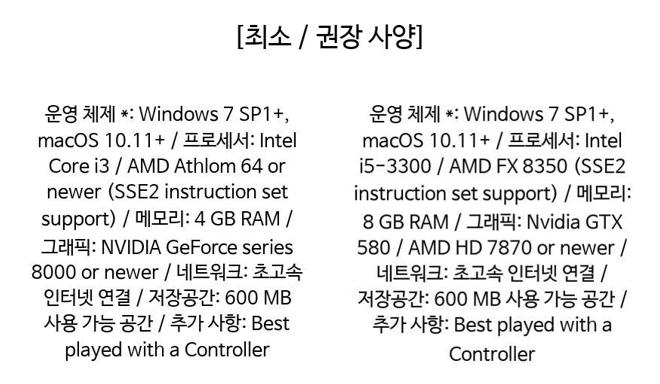 [최소 / 권장 사양]
운영 체제 *: Windows 7 SP1+,
macOS 10.11+ / 프로세서: Intel
Core i3 / AMD Athlom 64 or
newer (SSE2 instruction set
support) / 메모리: 4 GB RAM /
그래픽: NVIDIA GeForce series
8000 or newer / 네트워크: 초고속
인터넷 연결 / 저장공간: 600 MB
사용 가능 공간 / 추가 사항: Best
played with a Controller
운영 체제 *: Windows 7 SP1+,
macOS 10.11+ / 프로세서: Intel
i5-3300 / AMD FX 8350 (SSE2
instruction set support) / 메모리:
8 GB RAM / 그래픽: Nvidia GTX
580 / AMD HD 7870 or newer /
네트워크: 초고속 인터넷 연결 /
저장공간: 600 MB 사용 가능 공간 /
추가 사항: Best played with a
Controller